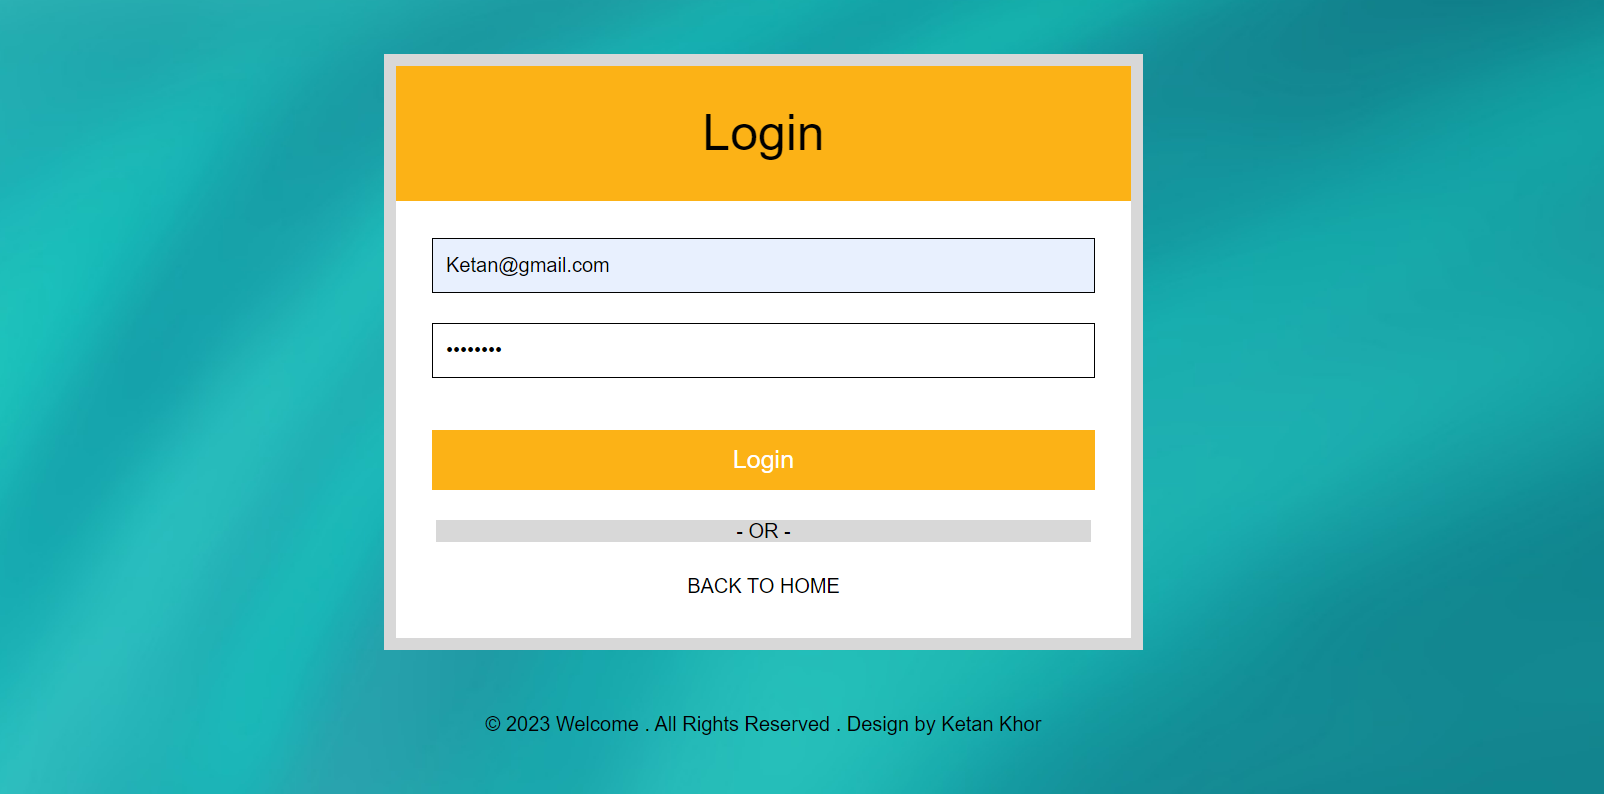 Login
Ketan@gmail.com
••••••••
Login
- OR -
BACK TO HOME
© 2023 Welcome . All Rights Reserved . Design by Ketan Khor